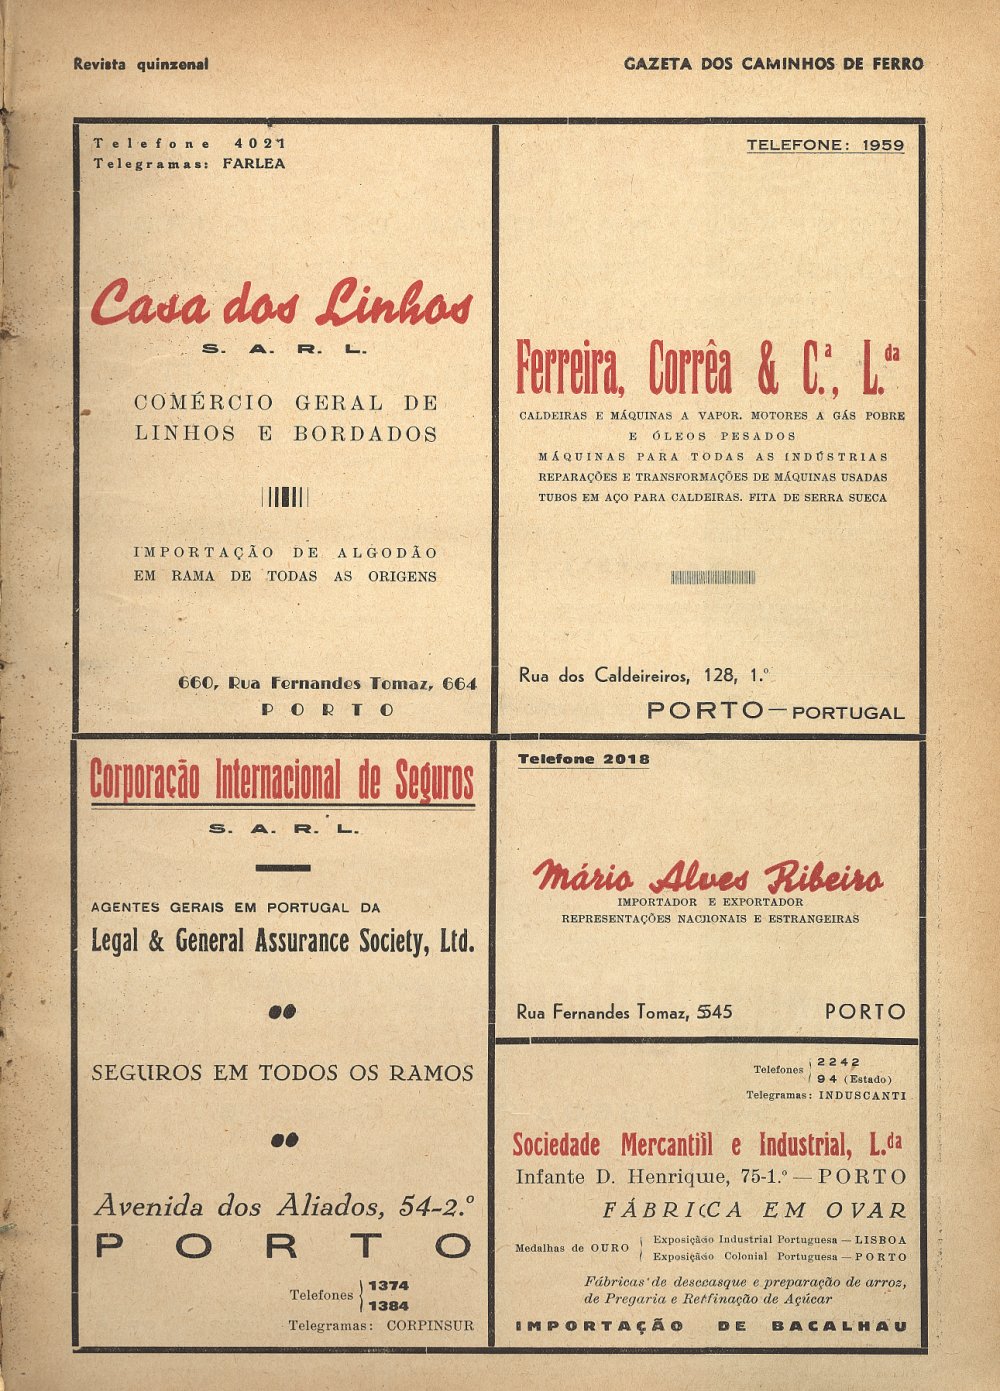 Revista quinzenal
GAZETA DOS CAMINHOS DE FERRO
Telefone 4021
Telegramas: FARLEA
Casa dos Linhos
S. A. R. L.
COMÉRCIO GERAL DE
LINHOS E BORDADOS
IMPORTAÇÃO DE ALGODÃO
EM RAMA DE TODAS AS ORIGENS
660, Rua Fernandes Tomaz, 664
PORTO
TELEFONE: 1959
Ferreira, Corrêa & C.ª, L.da
CALDEIRAS E MÁQUINAS A VAPOR. MOTORES A GÁS POBRE
E ÓLEOS PESADOS
MÁQUINAS PARA TODAS AS INDÚSTRIAS
REPARAÇÕES E TRANSFORMAÇÕES DE MÁQUINAS USADAS
TUBOS EM AÇO PARA CALDEIRAS. FITA DE SERRA SUECA
Rua dos Caldeireiros, 128, 1.º
PORTO—PORTUGAL
Corporação Internacional de Seguros
S. A. R. L.
AGENTES GERAIS EM PORTUGAL DA
Legal & General Assurance Society, Ltd.
SEGUROS EM TODOS OS RAMOS
Avenida dos Aliados, 54-2.º
PORTO
Telefones 1374
1384
Telegramas: CORPINSUR
Telefone 2018
Mário Alves Ribeiro
IMPORTADOR E EXPORTADOR
REPRESENTAÇÕES NACIONAIS E ESTRANGEIRAS
Rua Fernandes Tomaz, 545 PORTO
Telefones 2242
94 (Estado)
Telegramas: INDUSCANTI
Sociedade Mercantil e Industrial, L.da
Infante D. Henrique, 75-1.º — PORTO
FÁBRICA EM OVAR
Medalhas de OURO Exposição Industrial Portuguesa — LISBOA
Exposição Colonial Portuguesa — PORTO
Fábricas de descasque e preparação de arroz,
de Pregaria e Refinação de Açúcar
IMPORTAÇÃO DE BACALHAU